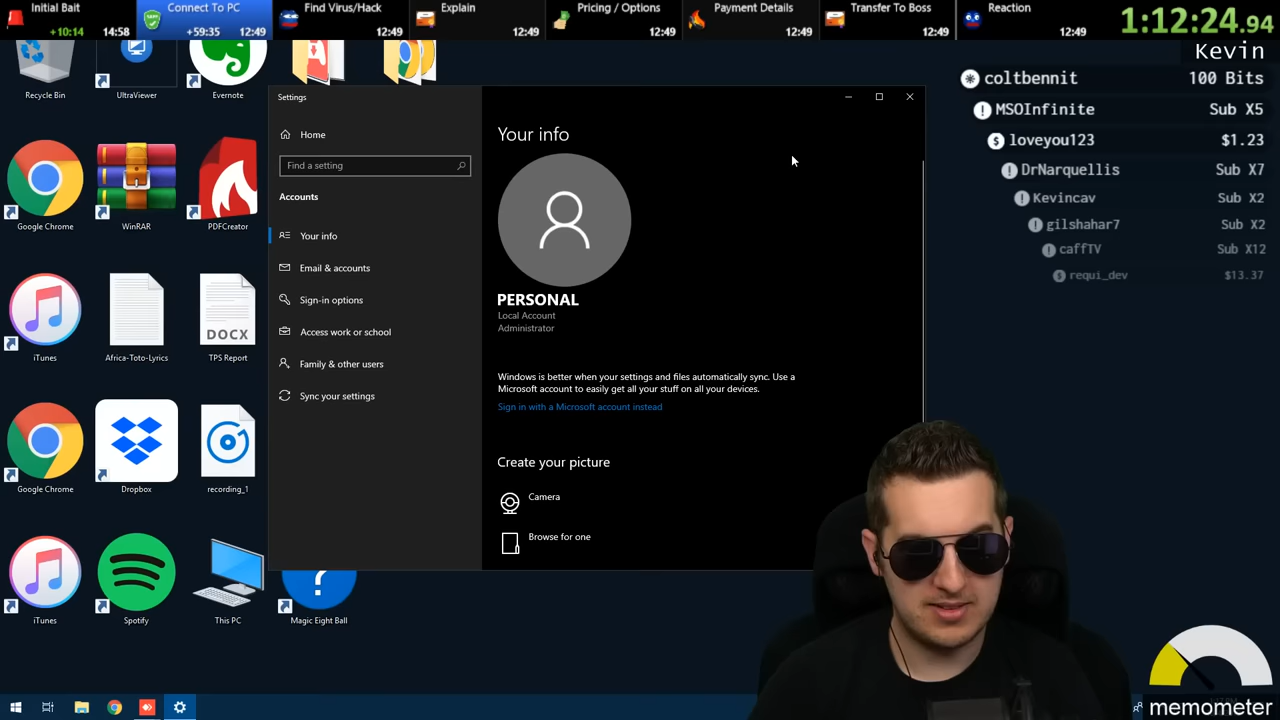 Initial Bait
+10:14 14:58
Connect To PC
+59:35 12:49
Find Virus/Hack
12:49
Explain
12:49
Pricing / Options
12:49
Payment Details
12:49
Transfer To Boss
12:49
Reaction
12:49
1:12:24.94
Kevin
coltbennit 100 Bits
MSOInfinite Sub X5
loveyou123 $1.23
DrNarquellis Sub X7
Kevincav Sub X2
gilshahar7 Sub X2
caffTV Sub X12
requi_dev $13.37
Recycle Bin
UltraViewer
Evernote
Google Chrome
WinRAR
PDFCreator
iTunes
Africa-Toto-Lyrics
DOCX
TPS Report
Google Chrome
Dropbox
recording_1
iTunes
Spotify
This PC
?
Magic Eight Ball
Settings
Home
Find a setting
Accounts
Your info
Email & accounts
Sign-in options
Access work or school
Family & other users
Sync your settings
Your info
PERSONAL
Local Account
Administrator
Windows is better when your settings and files automatically sync. Use a
Microsoft account to easily get all your stuff on all your devices.
Sign in with a Microsoft account instead
Create your picture
Camera
Browse for one
memometer